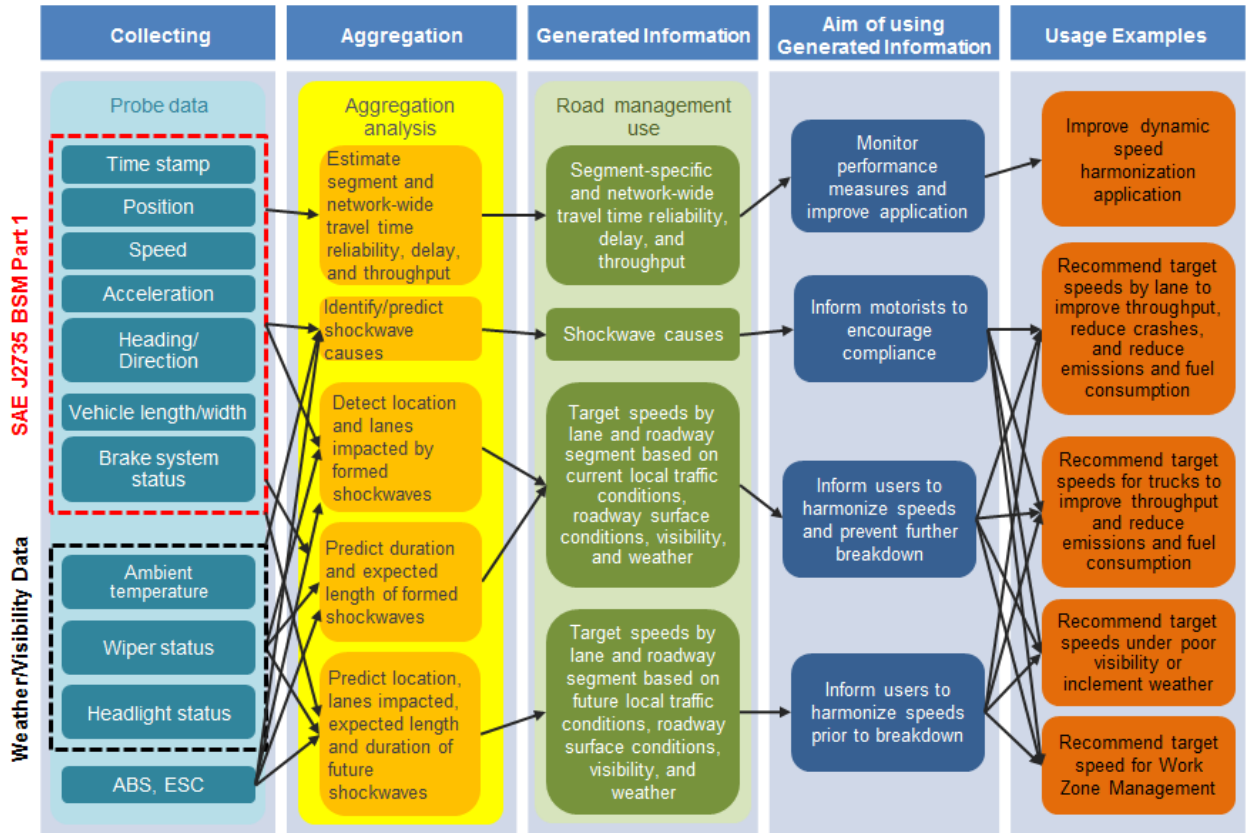 Collecting
Aggregation
Generated Information
Aim of using
Generated Information
Usage Examples
SAE J2735 BSM Part 1
Weather/Visibility Data
Probe data
Time stamp
Position
Speed
Acceleration
Heading/
Direction
Vehicle length/width
Brake system
status
Ambient
temperature
Wiper status
Headlight status
ABS, ESC
Aggregation
analysis
Estimate
segment and
network-wide
travel time
reliability, delay,
and throughput
Identify/predict
shockwave
causes
Detect location
and lanes
impacted by
formed
shockwaves
Predict duration
and expected
length of formed
shockwaves
Predict location,
lanes impacted,
expected length
and duration of
future
shockwaves
Road management
use
Segment-specific
and network-wide
travel time reliability,
delay, and
throughput
Shockwave causes
Target speeds by
lane and roadway
segment based on
current local traffic
conditions,
roadway surface
conditions, visibility,
and weather
Target speeds by
lane and roadway
segment based on
future local traffic
conditions, roadway
surface conditions,
visibility, and
weather
Monitor
performance
measures and
improve application
Inform motorists to
encourage
compliance
Inform users to
harmonize speeds
and prevent further
breakdown
Inform users to
harmonize speeds
prior to breakdown
Improve dynamic
speed
harmonization
application
Recommend target
speeds by lane to
improve throughput,
reduce crashes,
and reduce
emissions and fuel
consumption
Recommend target
speeds for trucks to
improve throughput
and reduce
emissions and fuel
consumption
Recommend target
speeds under poor
visibility or
inclement weather
Recommend target
speed for Work
Zone Management